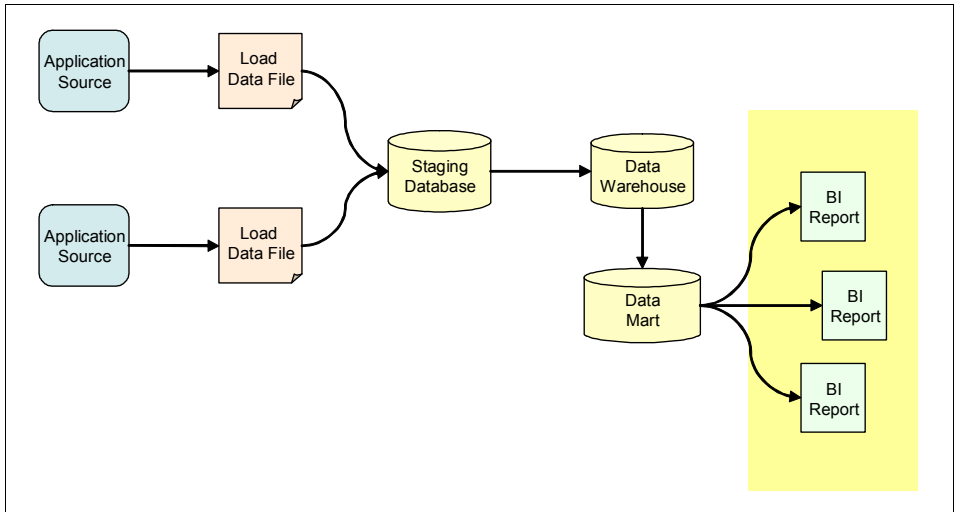 Application
Source
Load
Data File
Staging
Database
Data
Warehouse
BI
Report
Application
Source
Load
Data File
Data
Mart
BI
Report
BI
Report